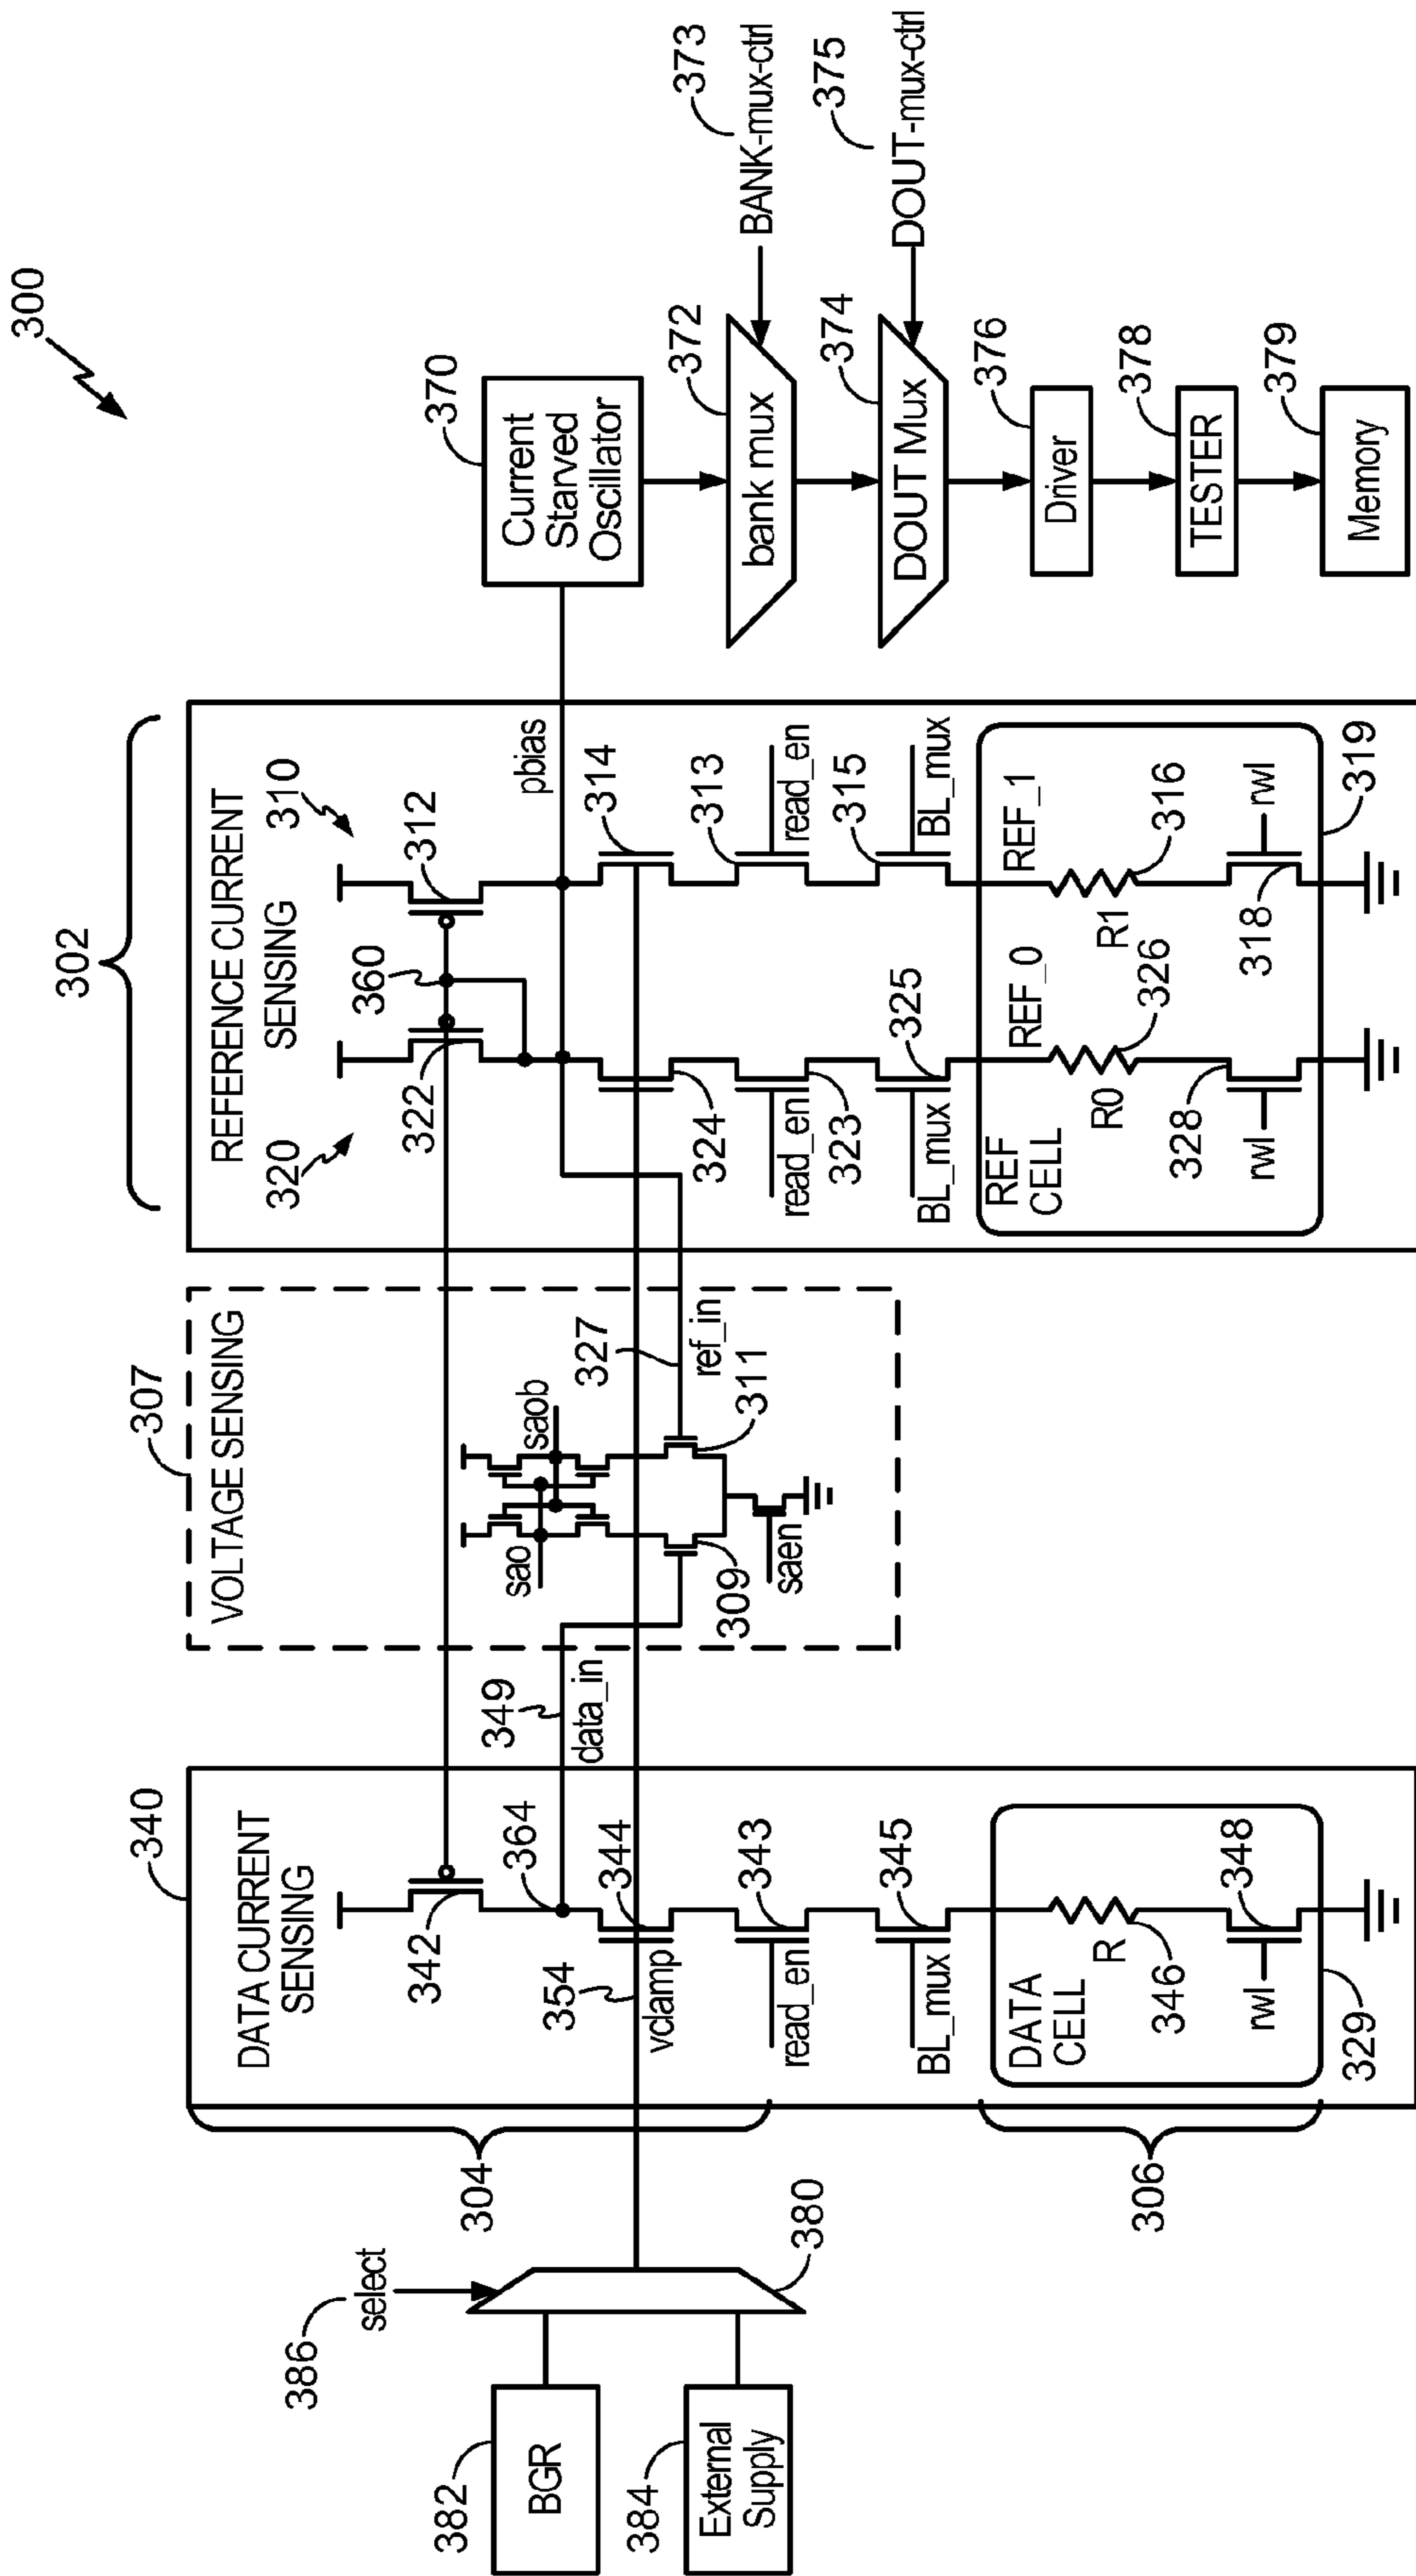 300
302
REFERENCE CURRENT
SENSING
320
310
322
360
312
pbias
324
314
read_en
323
313
read_en
BL_mux
325
315
BL_mux
REF
CELL
REF_0
REF_1
R0
326
R1
316
328
rwl
318
rwl
319
370
Current
Starved
Oscillator
372
bank mux
373
BANK-mux-ctrl
374
DOUT Mux
375
DOUT-mux-ctrl
376
Driver
378
TESTER
379
Memory
307
VOLTAGE SENSING
sao
saob
327
ref_in
309
311
saen
340
DATA CURRENT
SENSING
342
364
349
data_in
354
344
vclamp
read_en
343
BL_mux
345
DATA
CELL
R
346
rwl
348
329
304
306
386
select
380
382
BGR
384
External
Supply